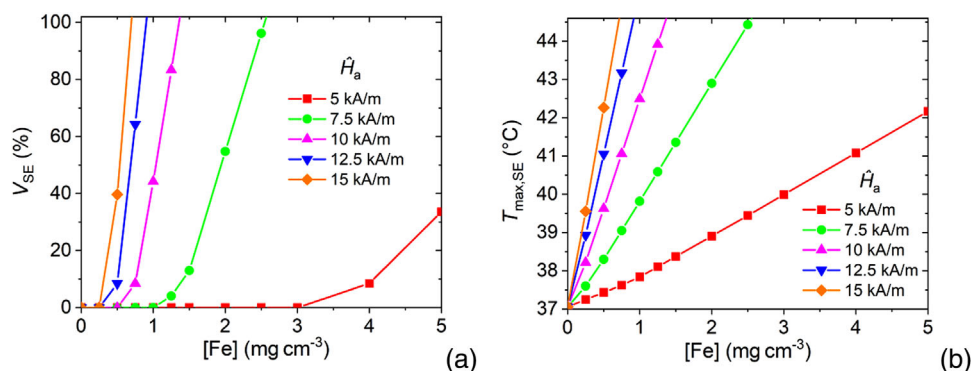 100
80
60
40
20
0
V_SE (%)
Ĥ_a
5 kA/m
7.5 kA/m
10 kA/m
12.5 kA/m
15 kA/m
0 1 2 3 4 5
[Fe] (mg cm⁻³)
(a)
44
43
42
41
40
39
38
37
T_max,SE (°C)
Ĥ_a
5 kA/m
7.5 kA/m
10 kA/m
12.5 kA/m
15 kA/m
0 1 2 3 4 5
[Fe] (mg cm⁻³)
(b)